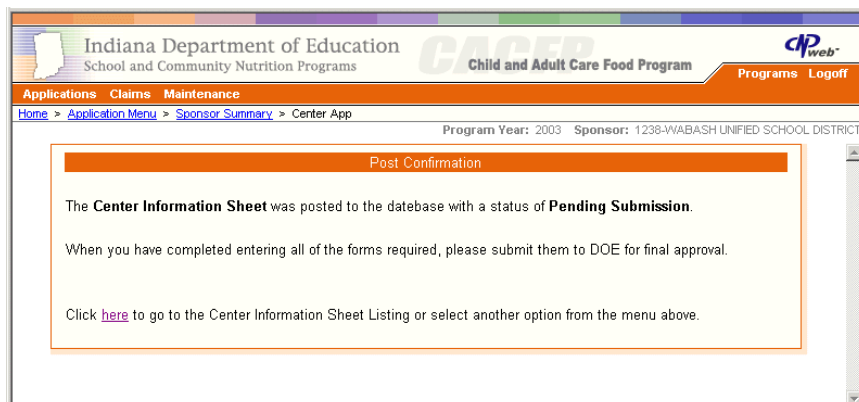 Indiana Department of Education
School and Community Nutrition Programs
CACFP
Child and Adult Care Food Program
CNPweb
Programs Logoff
Applications Claims Maintenance
Home > Application Menu > Sponsor Summary > Center App
Program Year: 2003 Sponsor: 1238-WABASH UNIFIED SCHOOL DISTRICT
Post Confirmation
The Center Information Sheet was posted to the datebase with a status of Pending Submission.
When you have completed entering all of the forms required, please submit them to DOE for final approval.
Click here to go to the Center Information Sheet Listing or select another option from the menu above.